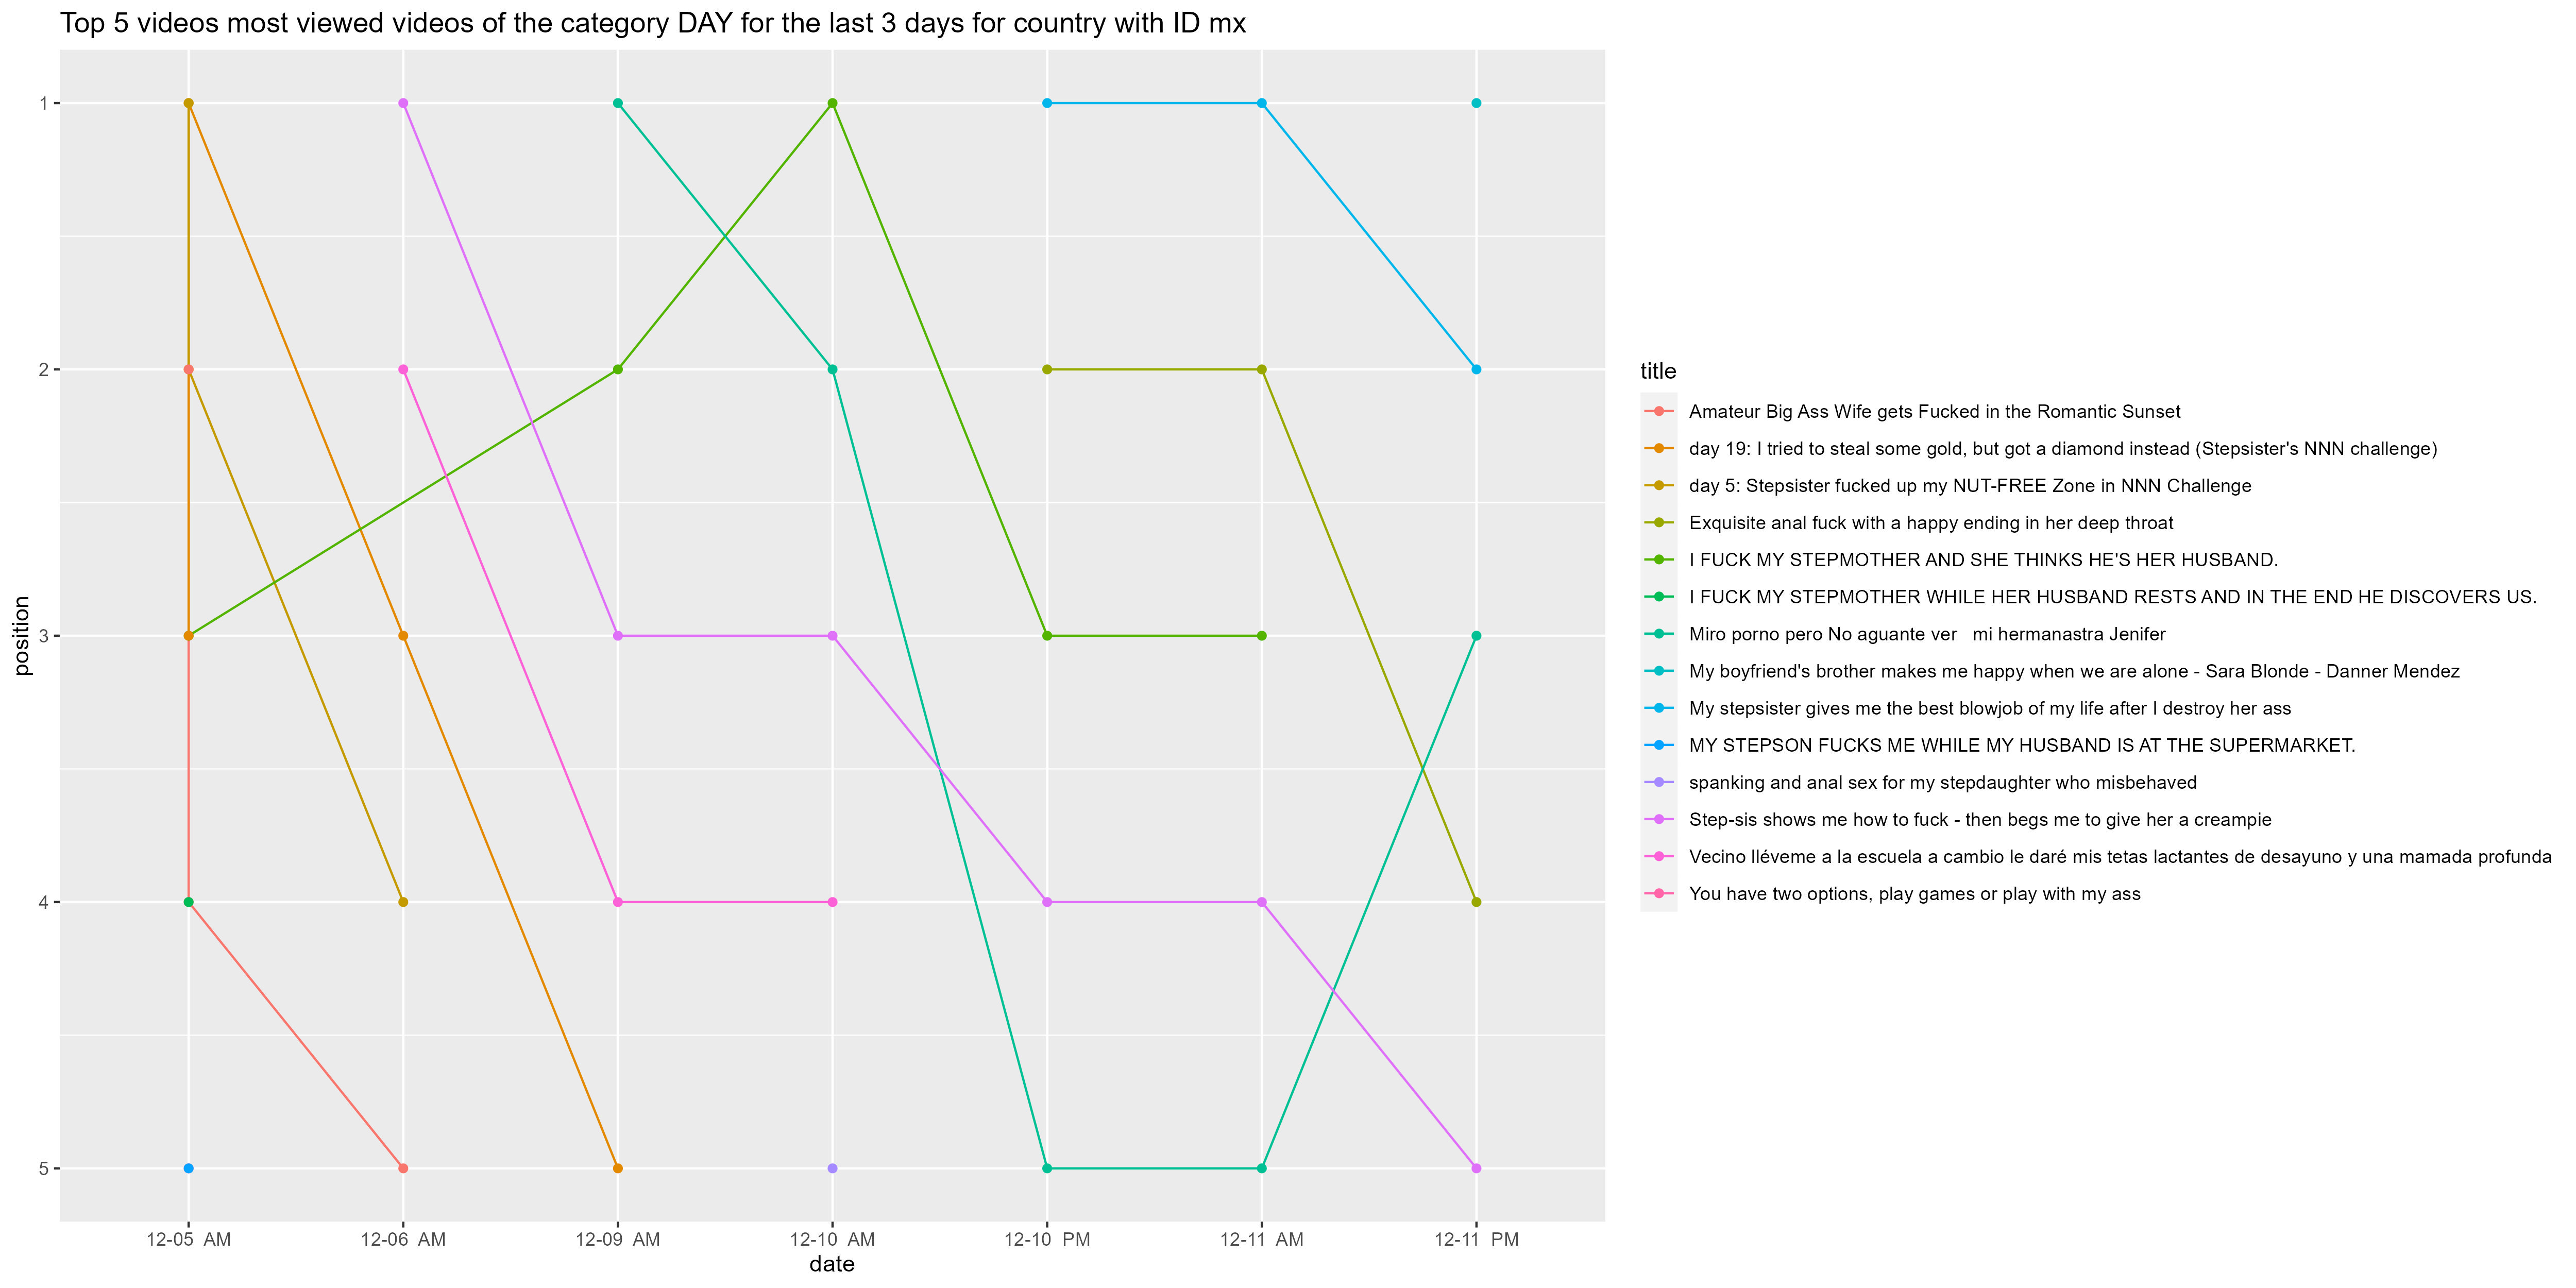 Top 5 videos most viewed videos of the category DAY for the last 3 days for country with ID mx
position
1
2
3
4
5
12-05 AM
12-06 AM
12-09 AM
12-10 AM
12-10 PM
12-11 AM
12-11 PM
date
title
Amateur Big Ass Wife gets Fucked in the Romantic Sunset
day 19: I tried to steal some gold, but got a diamond instead (Stepsister's NNN challenge)
day 5: Stepsister fucked up my NUT-FREE Zone in NNN Challenge
Exquisite anal fuck with a happy ending in her deep throat
I FUCK MY STEPMOTHER AND SHE THINKS HE'S HER HUSBAND.
I FUCK MY STEPMOTHER WHILE HER HUSBAND RESTS AND IN THE END HE DISCOVERS US.
Miro porno pero No aguante ver   mi hermanastra Jenifer
My boyfriend's brother makes me happy when we are alone - Sara Blonde - Danner Mendez
My stepsister gives me the best blowjob of my life after I destroy her ass
MY STEPSON FUCKS ME WHILE MY HUSBAND IS AT THE SUPERMARKET.
spanking and anal sex for my stepdaughter who misbehaved
Step-sis shows me how to fuck - then begs me to give her a creampie
Vecino lléveme a la escuela a cambio le daré mis tetas lactantes de desayuno y una mamada profunda
You have two options, play games or play with my ass